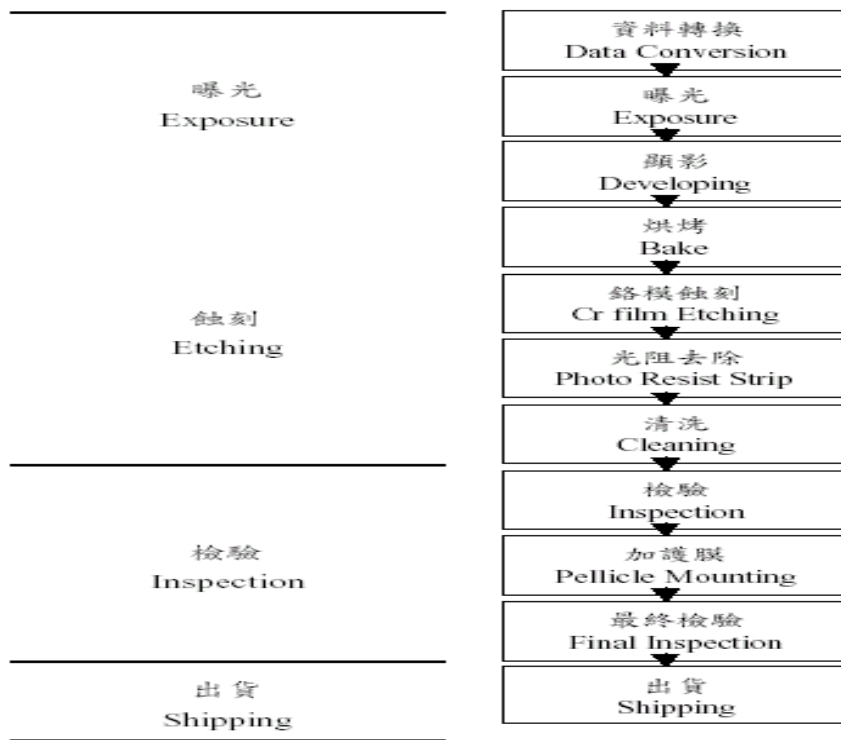 曝光
Exposure
蝕刻
Etching
檢驗
Inspection
出貨
Shipping
資料轉換
Data Conversion
曝光
Exposure
顯影
Developing
烘烤
Bake
鉻模蝕刻
Cr film Etching
光阻去除
Photo Resist Strip
清洗
Cleaning
檢驗
Inspection
加護膜
Pellicle Mounting
最終檢驗
Final Inspection
出貨
Shipping